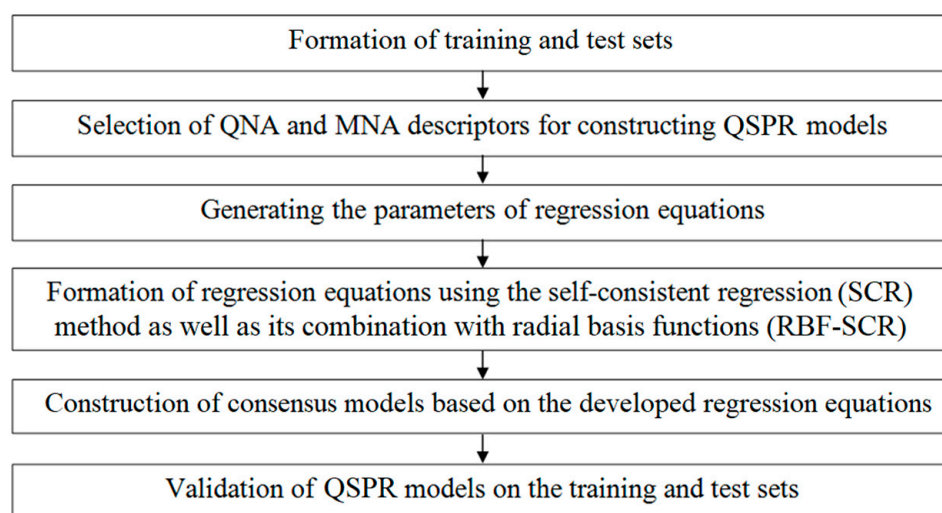 Formation of training and test sets
Selection of QNA and MNA descriptors for constructing QSPR models
Generating the parameters of regression equations
Formation of regression equations using the self-consistent regression (SCR)
method as well as its combination with radial basis functions (RBF-SCR)
Construction of consensus models based on the developed regression equations
Validation of QSPR models on the training and test sets